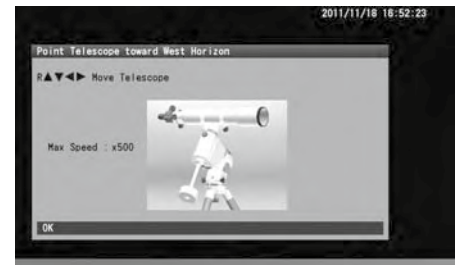 2011/11/18 16:52:23
Point Telescope toward West Horizon
R▲▼◀▶ Move Telescope
Max Speed : x500
OK